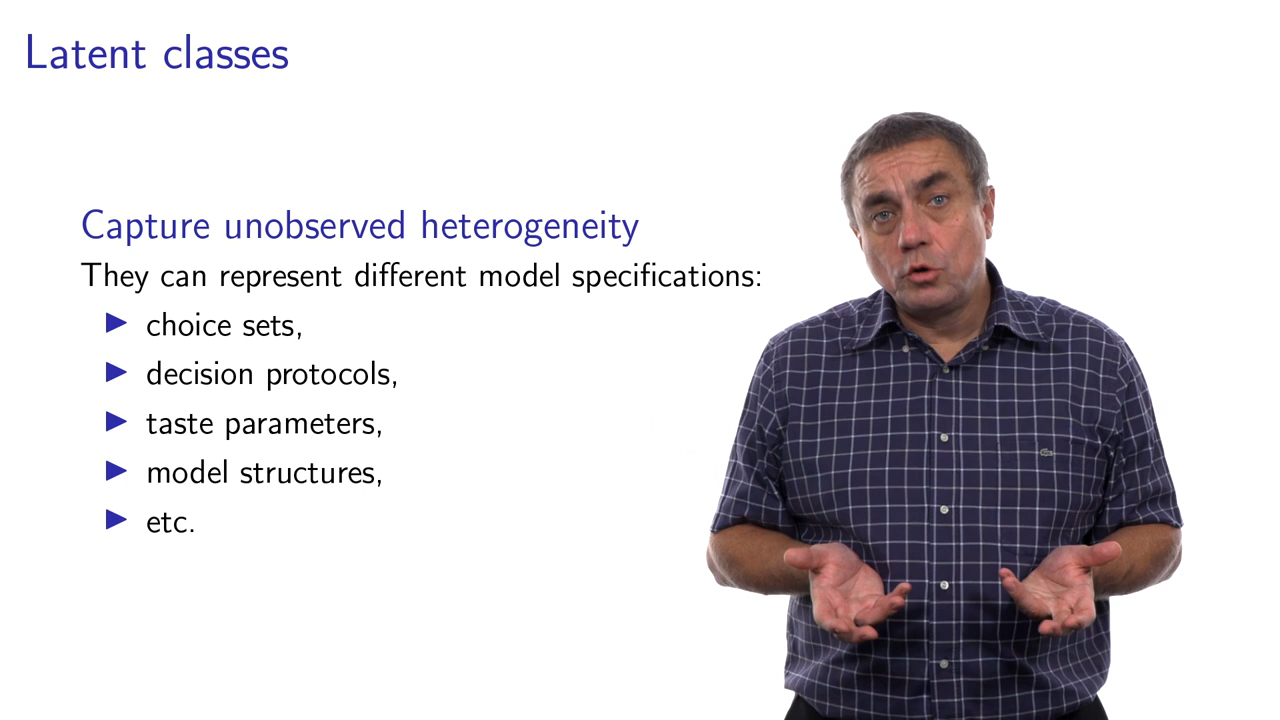 Latent classes
Capture unobserved heterogeneity
They can represent different model specifications:
▶ choice sets,
▶ decision protocols,
▶ taste parameters,
▶ model structures,
▶ etc.